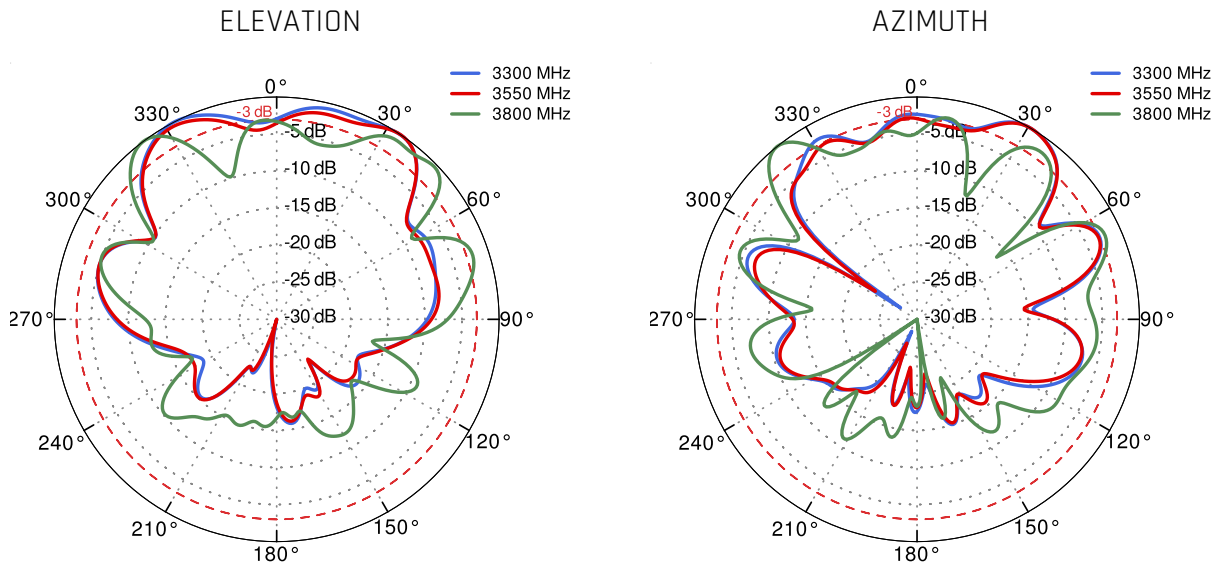 ELEVATION
3300 MHz
3550 MHz
3800 MHz
0°
30°
60°
90°
120°
150°
180°
210°
240°
270°
300°
330°
-3 dB
-5 dB
-10 dB
-15 dB
-20 dB
-25 dB
-30 dB
AZIMUTH
3300 MHz
3550 MHz
3800 MHz
0°
30°
60°
90°
120°
150°
180°
210°
240°
270°
300°
330°
-3 dB
-5 dB
-10 dB
-15 dB
-20 dB
-25 dB
-30 dB